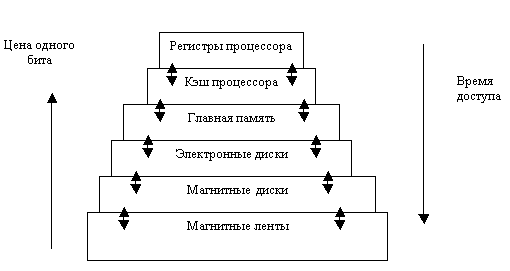 Цена одного
бита
Регистры процессора
Кэш процессора
Главная память
Электронные диски
Магнитные диски
Магнитные ленты
Время
доступа